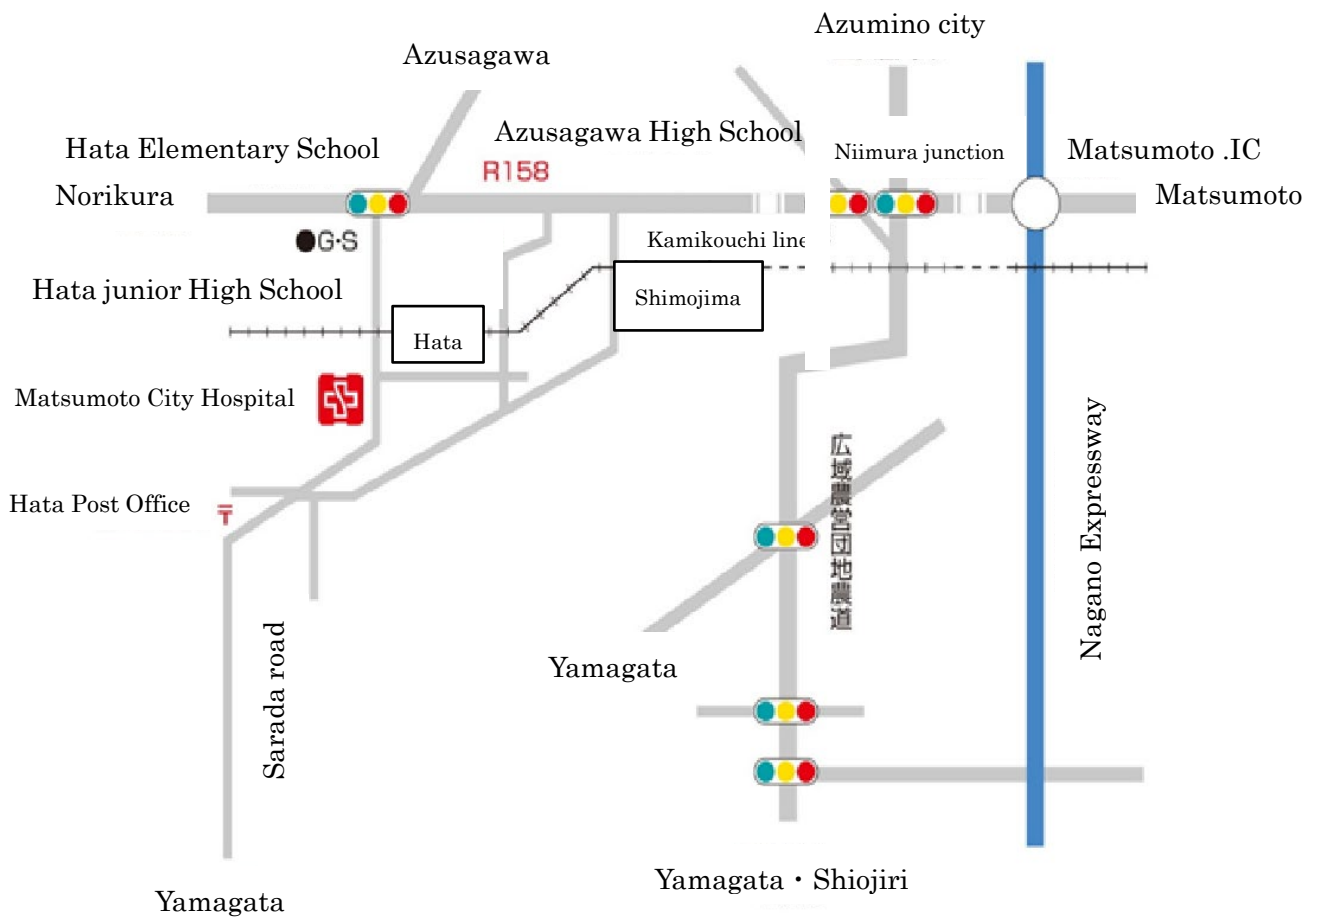 Azumino city
Azusagawa
Azusagawa High School
Hata Elementary School
R158
Niimura junction
Matsumoto .IC
Norikura
Matsumoto
G・S
Kamikouchi line
Hata junior High School
Shimojima
Hata
Matsumoto City Hospital
Hata Post Office
〒
広域農営団地農道
Nagano Expressway
Sarada road
Yamagata
Yamagata・Shiojiri
Yamagata